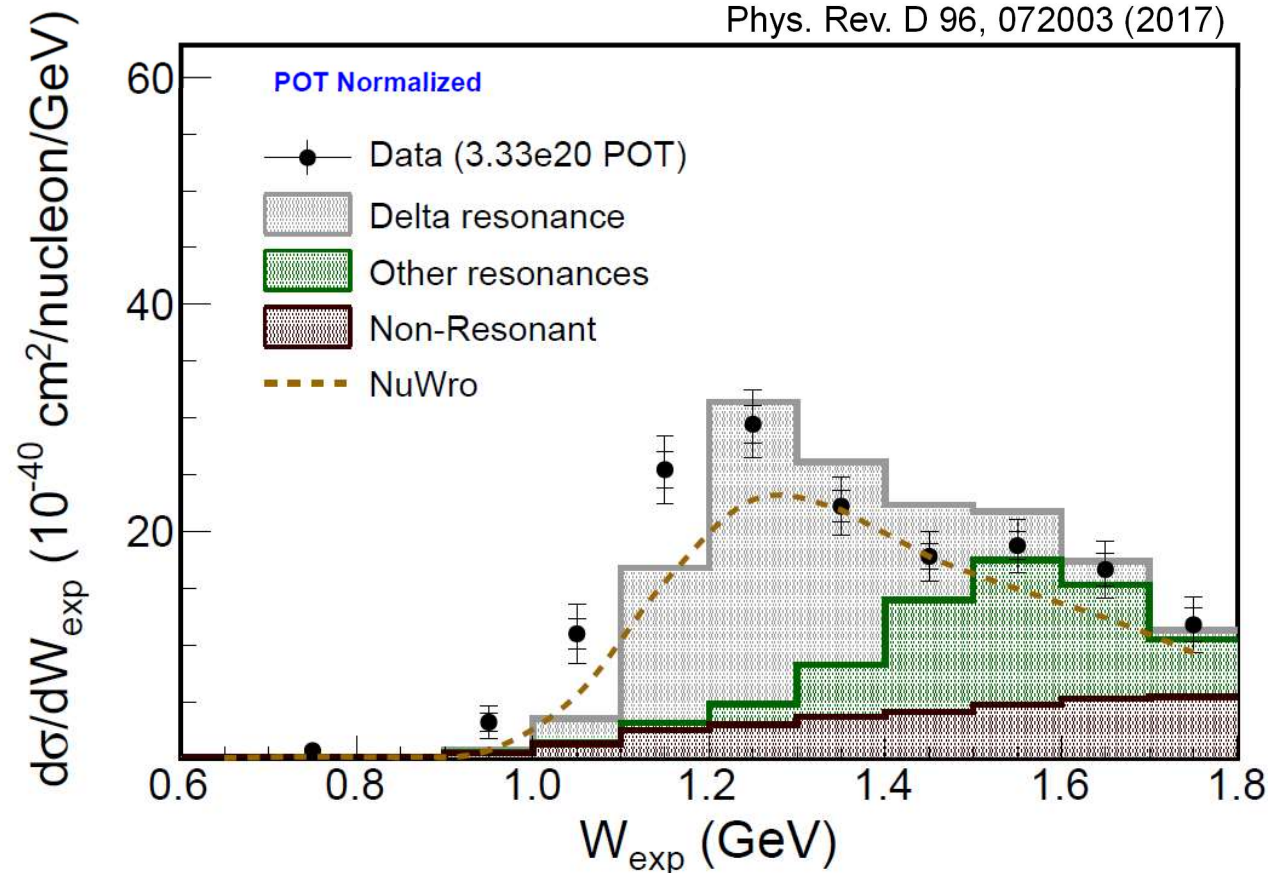 Phys. Rev. D 96, 072003 (2017)
POT Normalized
Data (3.33e20 POT)
Delta resonance
Other resonances
Non-Resonant
NuWro
dσ/dW_exp (10^-40 cm^2/nucleon/GeV)
60
40
20
0.6 0.8 1.0 1.2 1.4 1.6 1.8
W_exp (GeV)